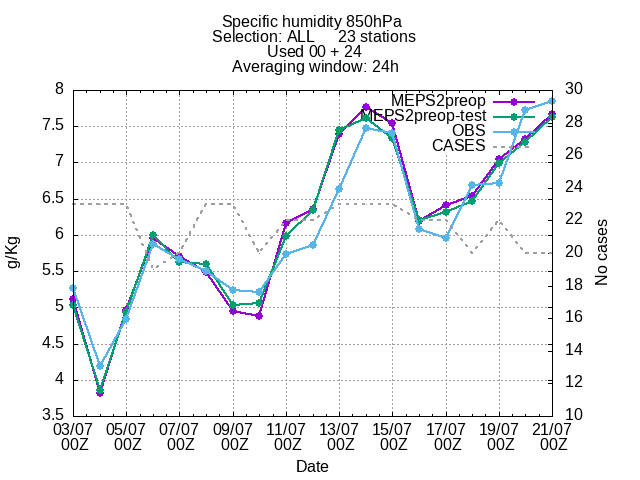 Specific humidity 850hPa
Selection: ALL 23 stations
Used 00 + 24
Averaging window: 24h
MEPS2preop
MEPS2preop-test
OBS
CASES
g/Kg
8
7.5
7
6.5
6
5.5
5
4.5
4
3.5
30
28
26
24
22
20
18
16
14
12
10
No cases
03/07 05/07 07/07 09/07 11/07 13/07 15/07 17/07 19/07 21/07
00Z 00Z 00Z 00Z 00Z 00Z 00Z 00Z 00Z 00Z
Date